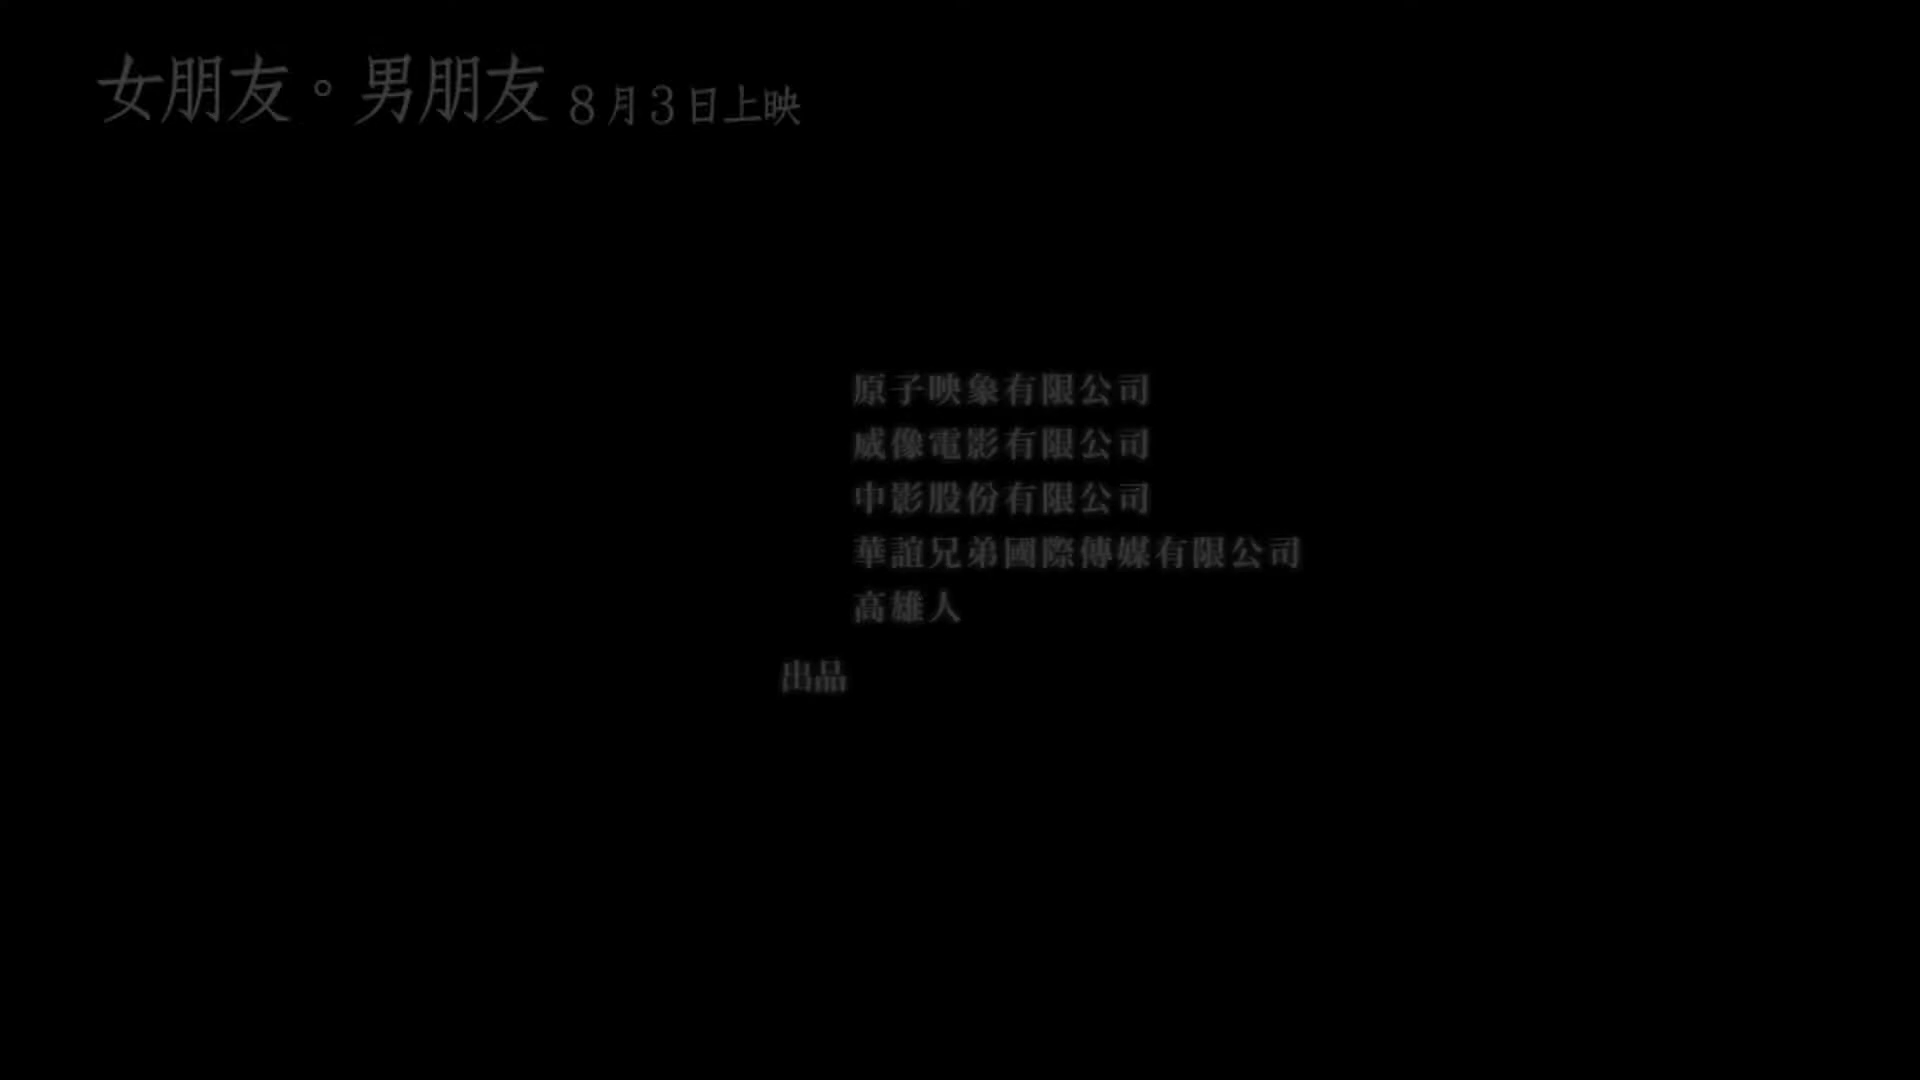 女朋友。男朋友 8月3日上映
原子映象有限公司
威像電影有限公司
中影股份有限公司
華誼兄弟國際傳媒有限公司
高雄人
出品